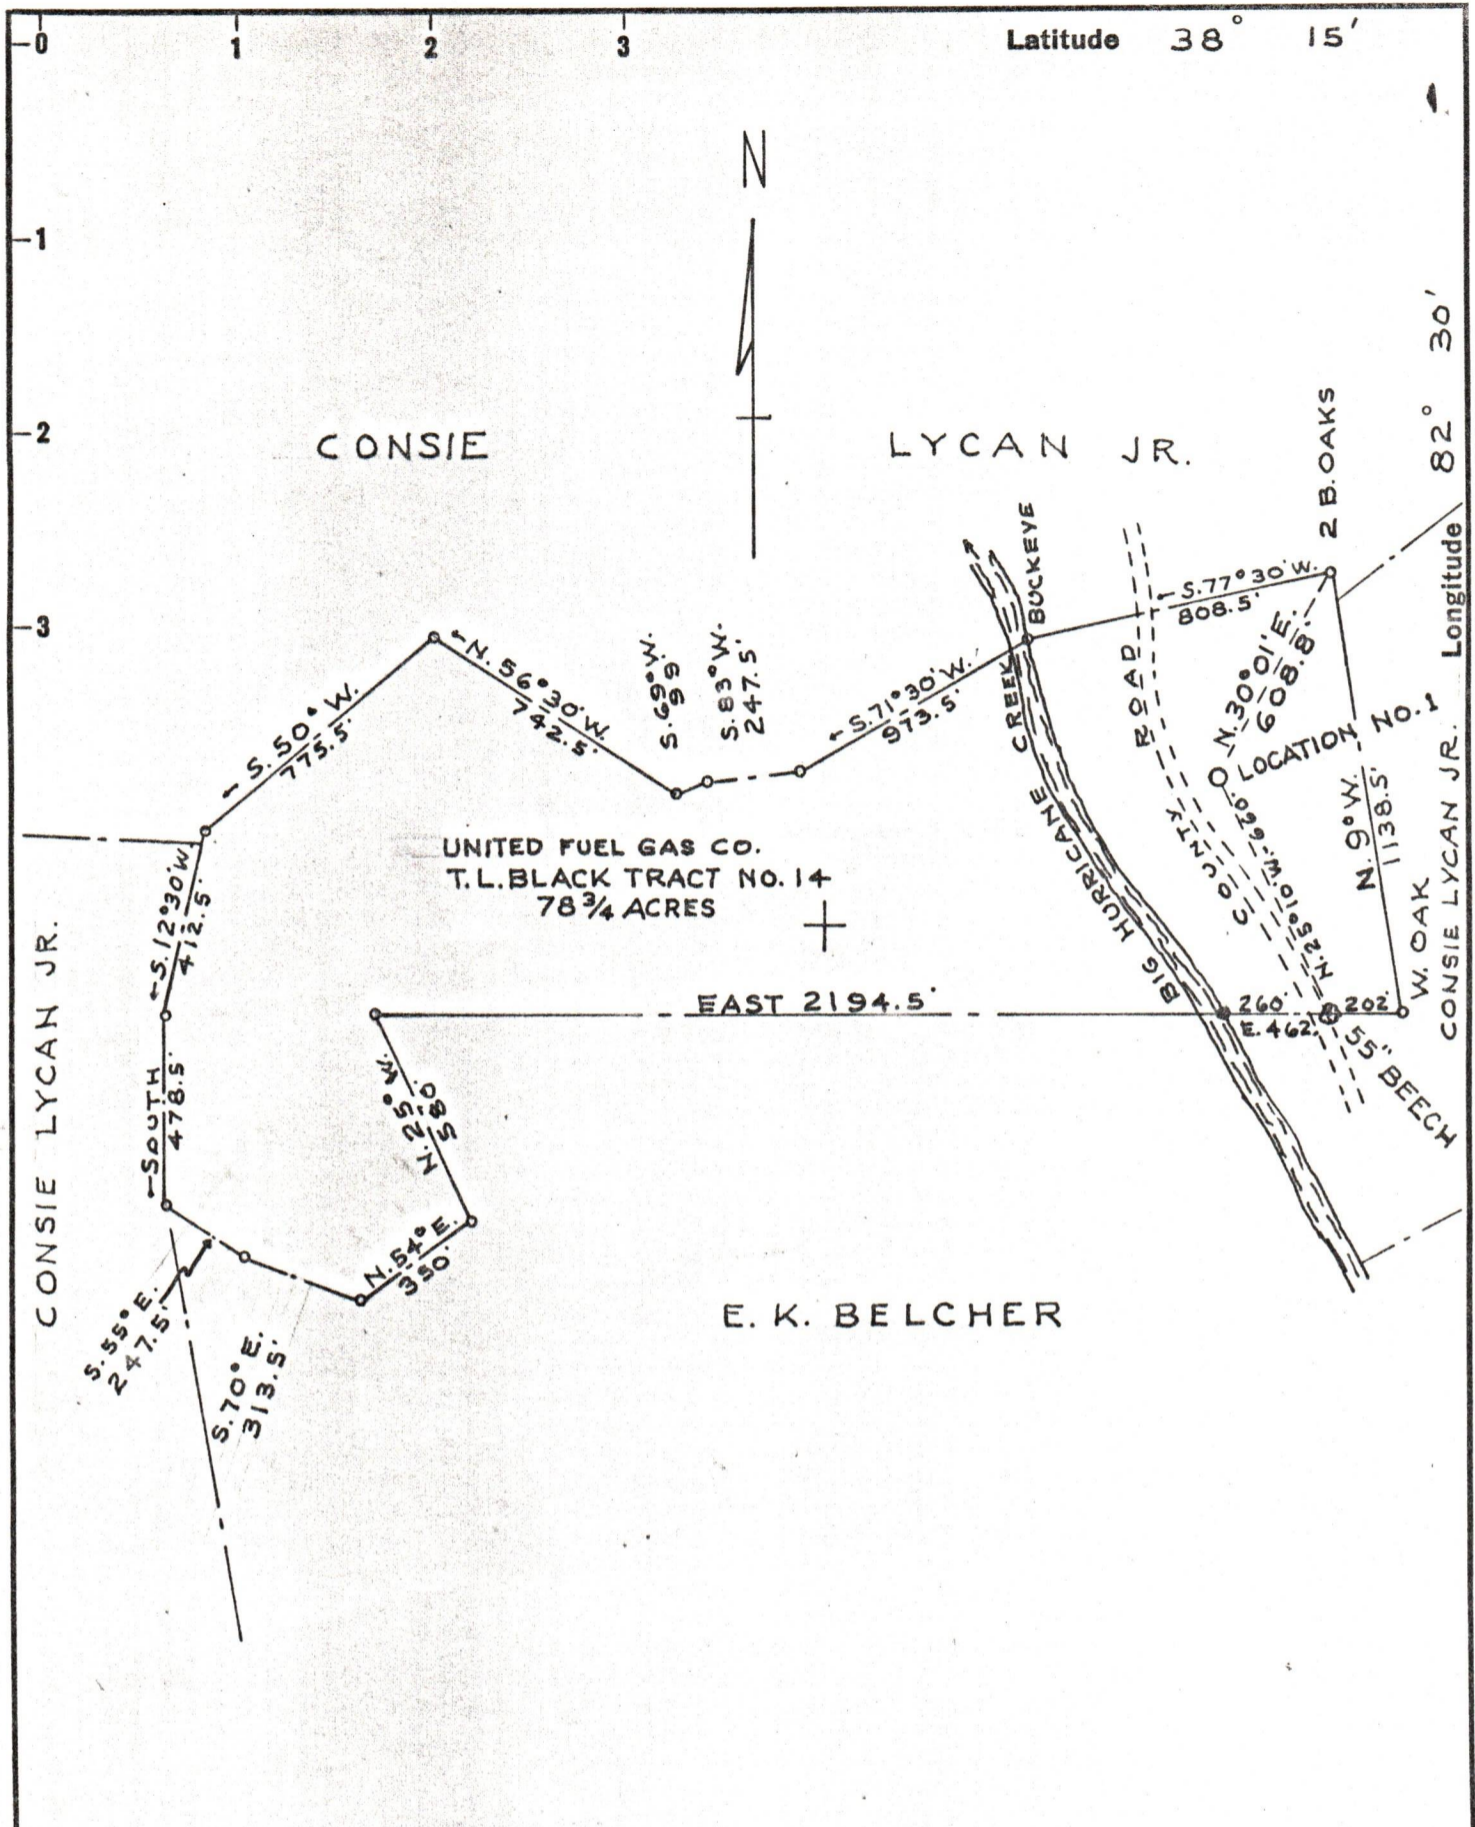 0 1 2 3 Latitude 38° 15'
1
2
3
N
Longitude 82° 30'
CONSIE LYCAN JR.
2 B. OAKS
BUCKEYE
S. 77° 30' W.
808.5'
N. 30° 01' E.
608.8'
LOCATION NO. 1
N. 9° W.
1138.5'
W. OAK
CONSIE LYCAN JR.
ROAD
COUNTY
CREEK
BIG HURRICANE
S. 71° 30' W.
973.5'
S. 83° W.
247.5'
S. 69° W.
99'
N. 56° 30' W.
742.5'
S. 50° W.
775.5'
UNITED FUEL GAS CO.
T.L. BLACK TRACT NO. 14
78 3/4 ACRES
S. 12° 30' W.
412.5'
CONSIE LYCAN JR.
SOUTH
478.5'
EAST 2194.5'
N. 25° 10' W. 660'
260' 202'
E. 462'
55" BEECH
N. 25° W.
580'
N. 54° E.
350'
S. 55° E.
247.5'
S. 70° E.
313.5'
E. K. BELCHER